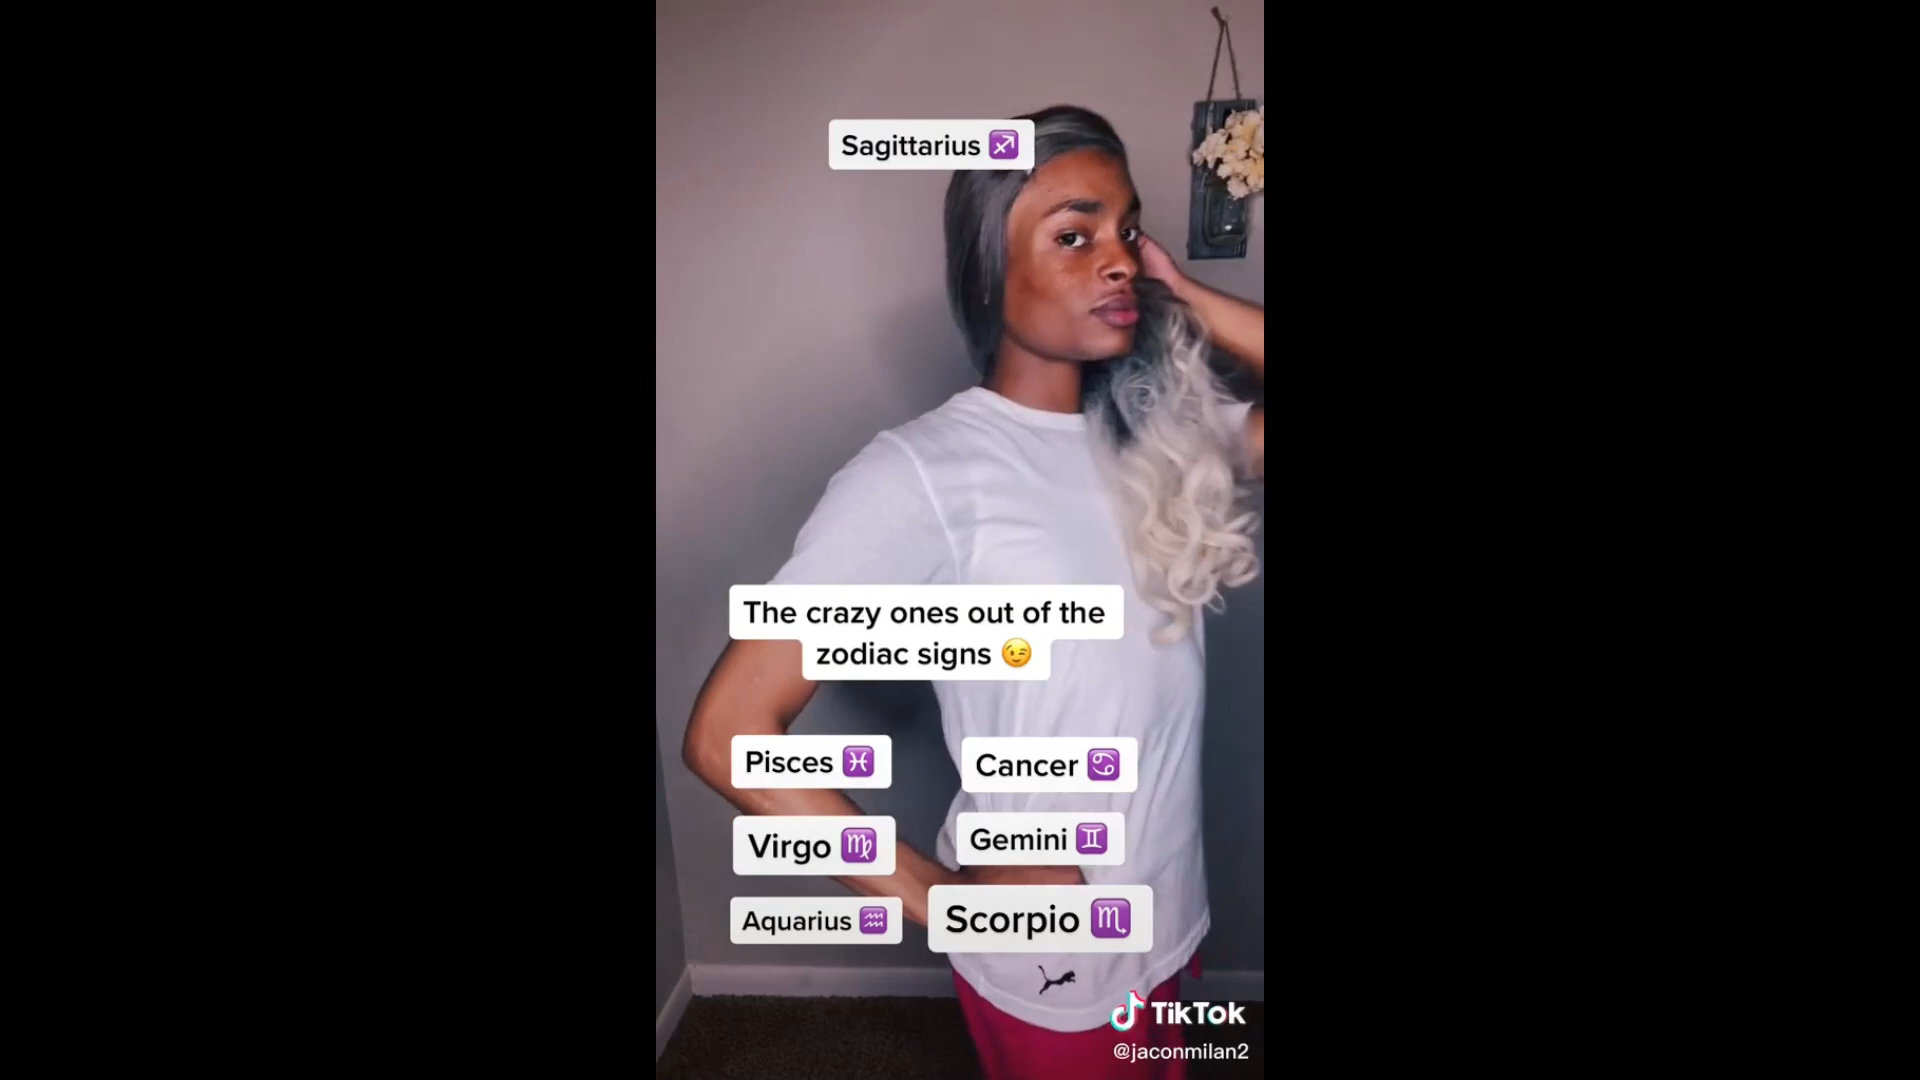 Sagittarius ♐
The crazy ones out of the
zodiac signs 😉
Pisces ♓
Cancer ♋
Virgo ♍
Gemini ♊
Aquarius ♒
Scorpio ♏
TikTok
@jaconmilan2